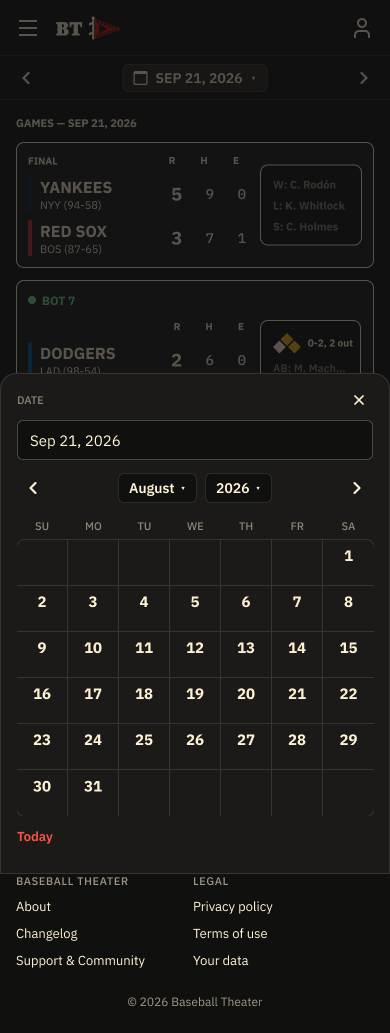 BT
SEP 21, 2026
GAMES — SEP 21, 2026
FINAL R H E
YANKEES 5 9 0
NYY (94-58)
RED SOX 3 7 1
BOS (87-65)
W: C. Rodón
L: K. Whitlock
S: C. Holmes
BOT 7
R H E
DODGERS 2 6 0
LAD (98-54)
0-2, 2 out
AB: M. Mach...
DATE
Sep 21, 2026
August 2026
SU MO TU WE TH FR SA
1
2 3 4 5 6 7 8
9 10 11 12 13 14 15
16 17 18 19 20 21 22
23 24 25 26 27 28 29
30 31
Today
BASEBALL THEATER LEGAL
About Privacy policy
Changelog Terms of use
Support & Community Your data
© 2026 Baseball Theater